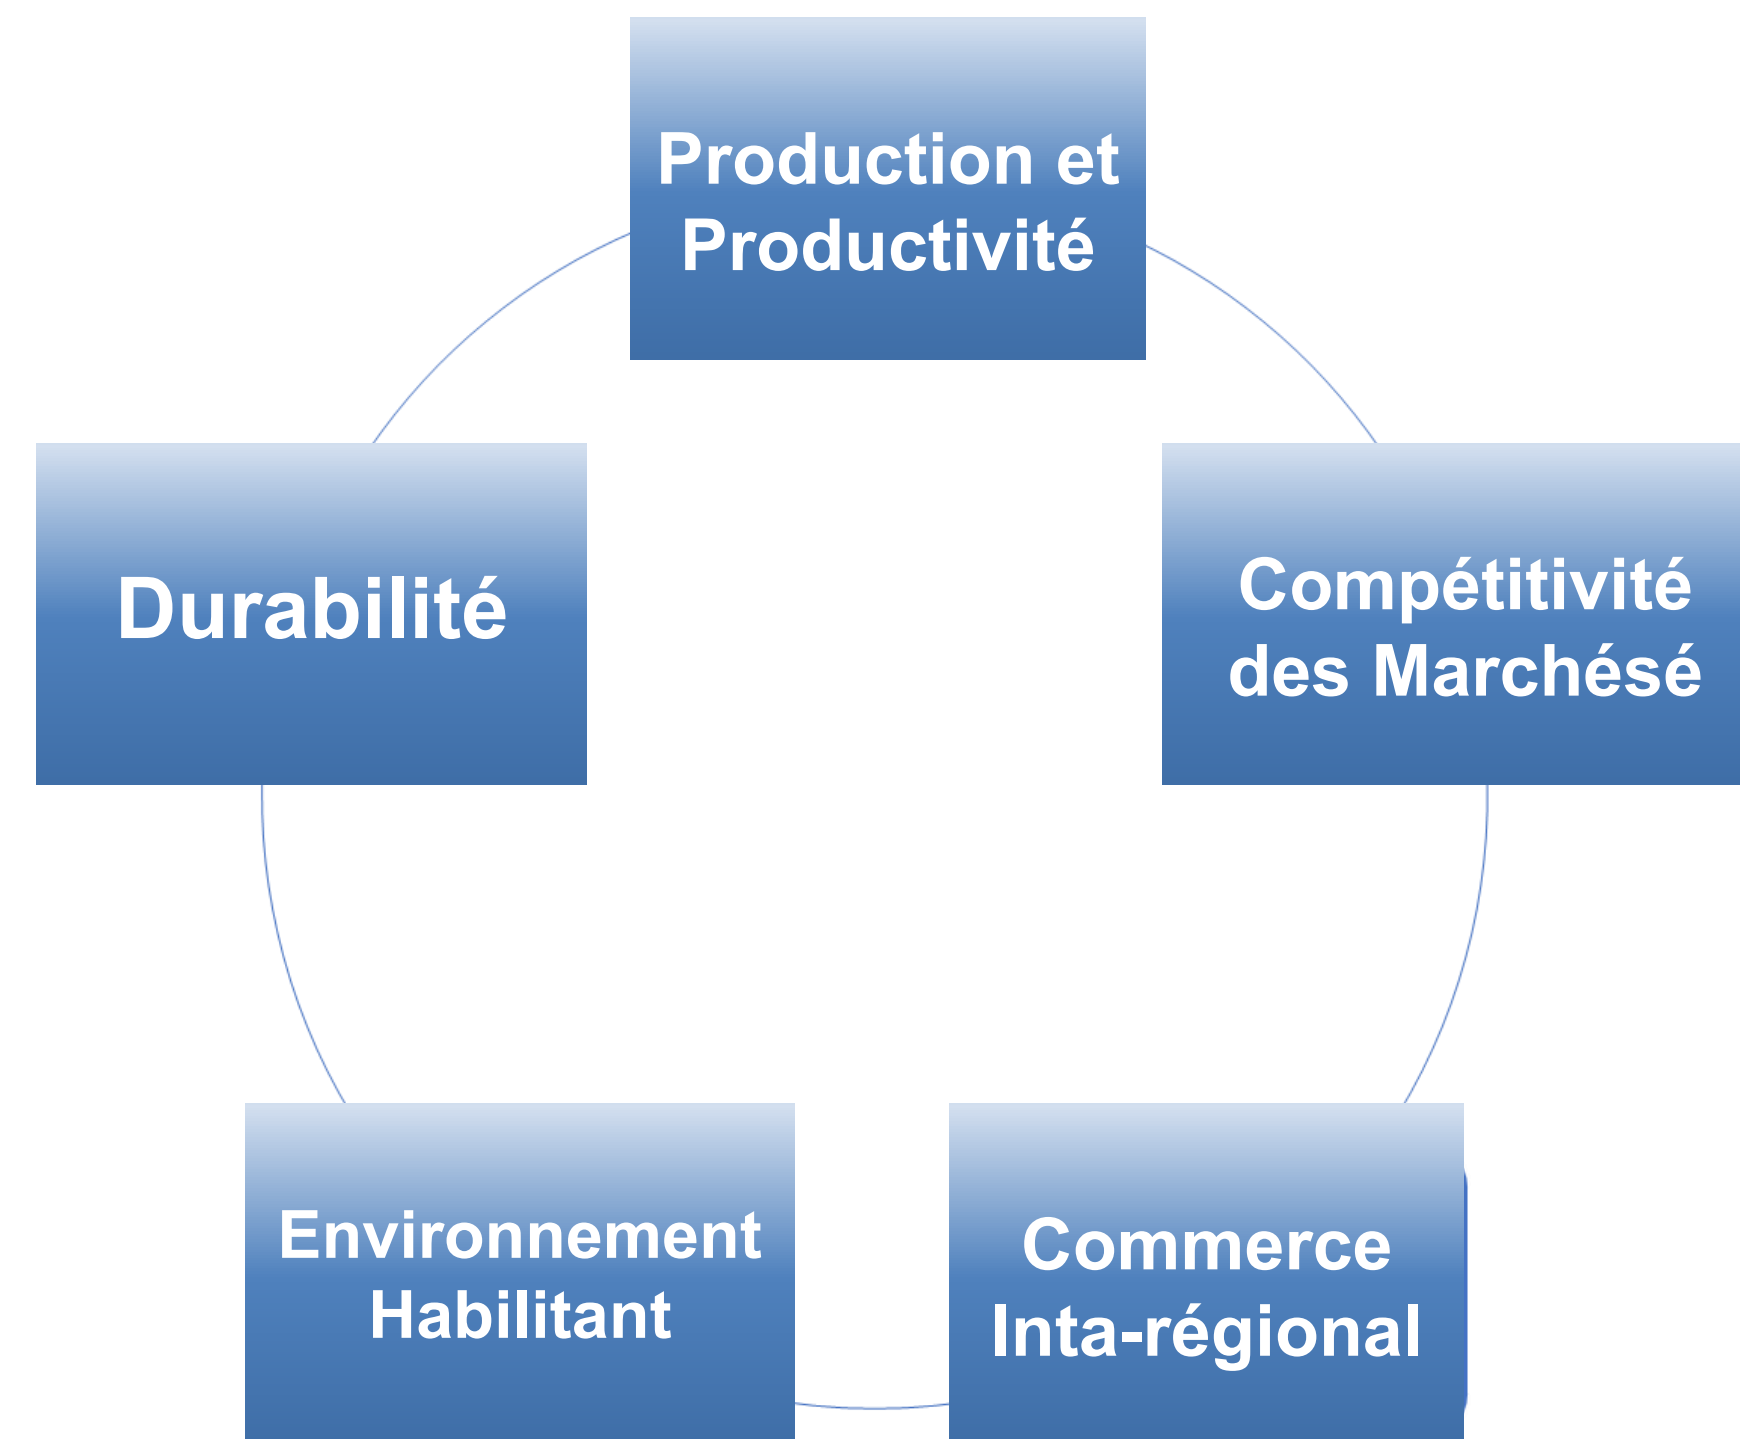 Production et
Productivité
Compétitivité
des Marchésé
Commerce
Inta-régional
Environnement
Habilitant
Durabilité